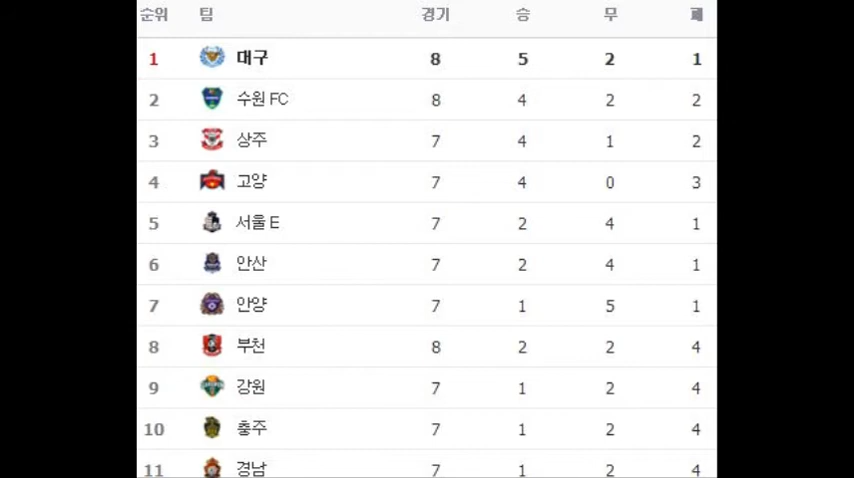 순위 팀 경기 승 무 패
1 대구 8 5 2 1
2 수원 FC 8 4 2 2
3 상주 7 4 1 2
4 고양 7 4 0 3
5 서울 E 7 2 4 1
6 안산 7 2 4 1
7 안양 7 1 5 1
8 부천 8 2 2 4
9 강원 7 1 2 4
10 충주 7 1 2 4
11 경남 7 1 2 4